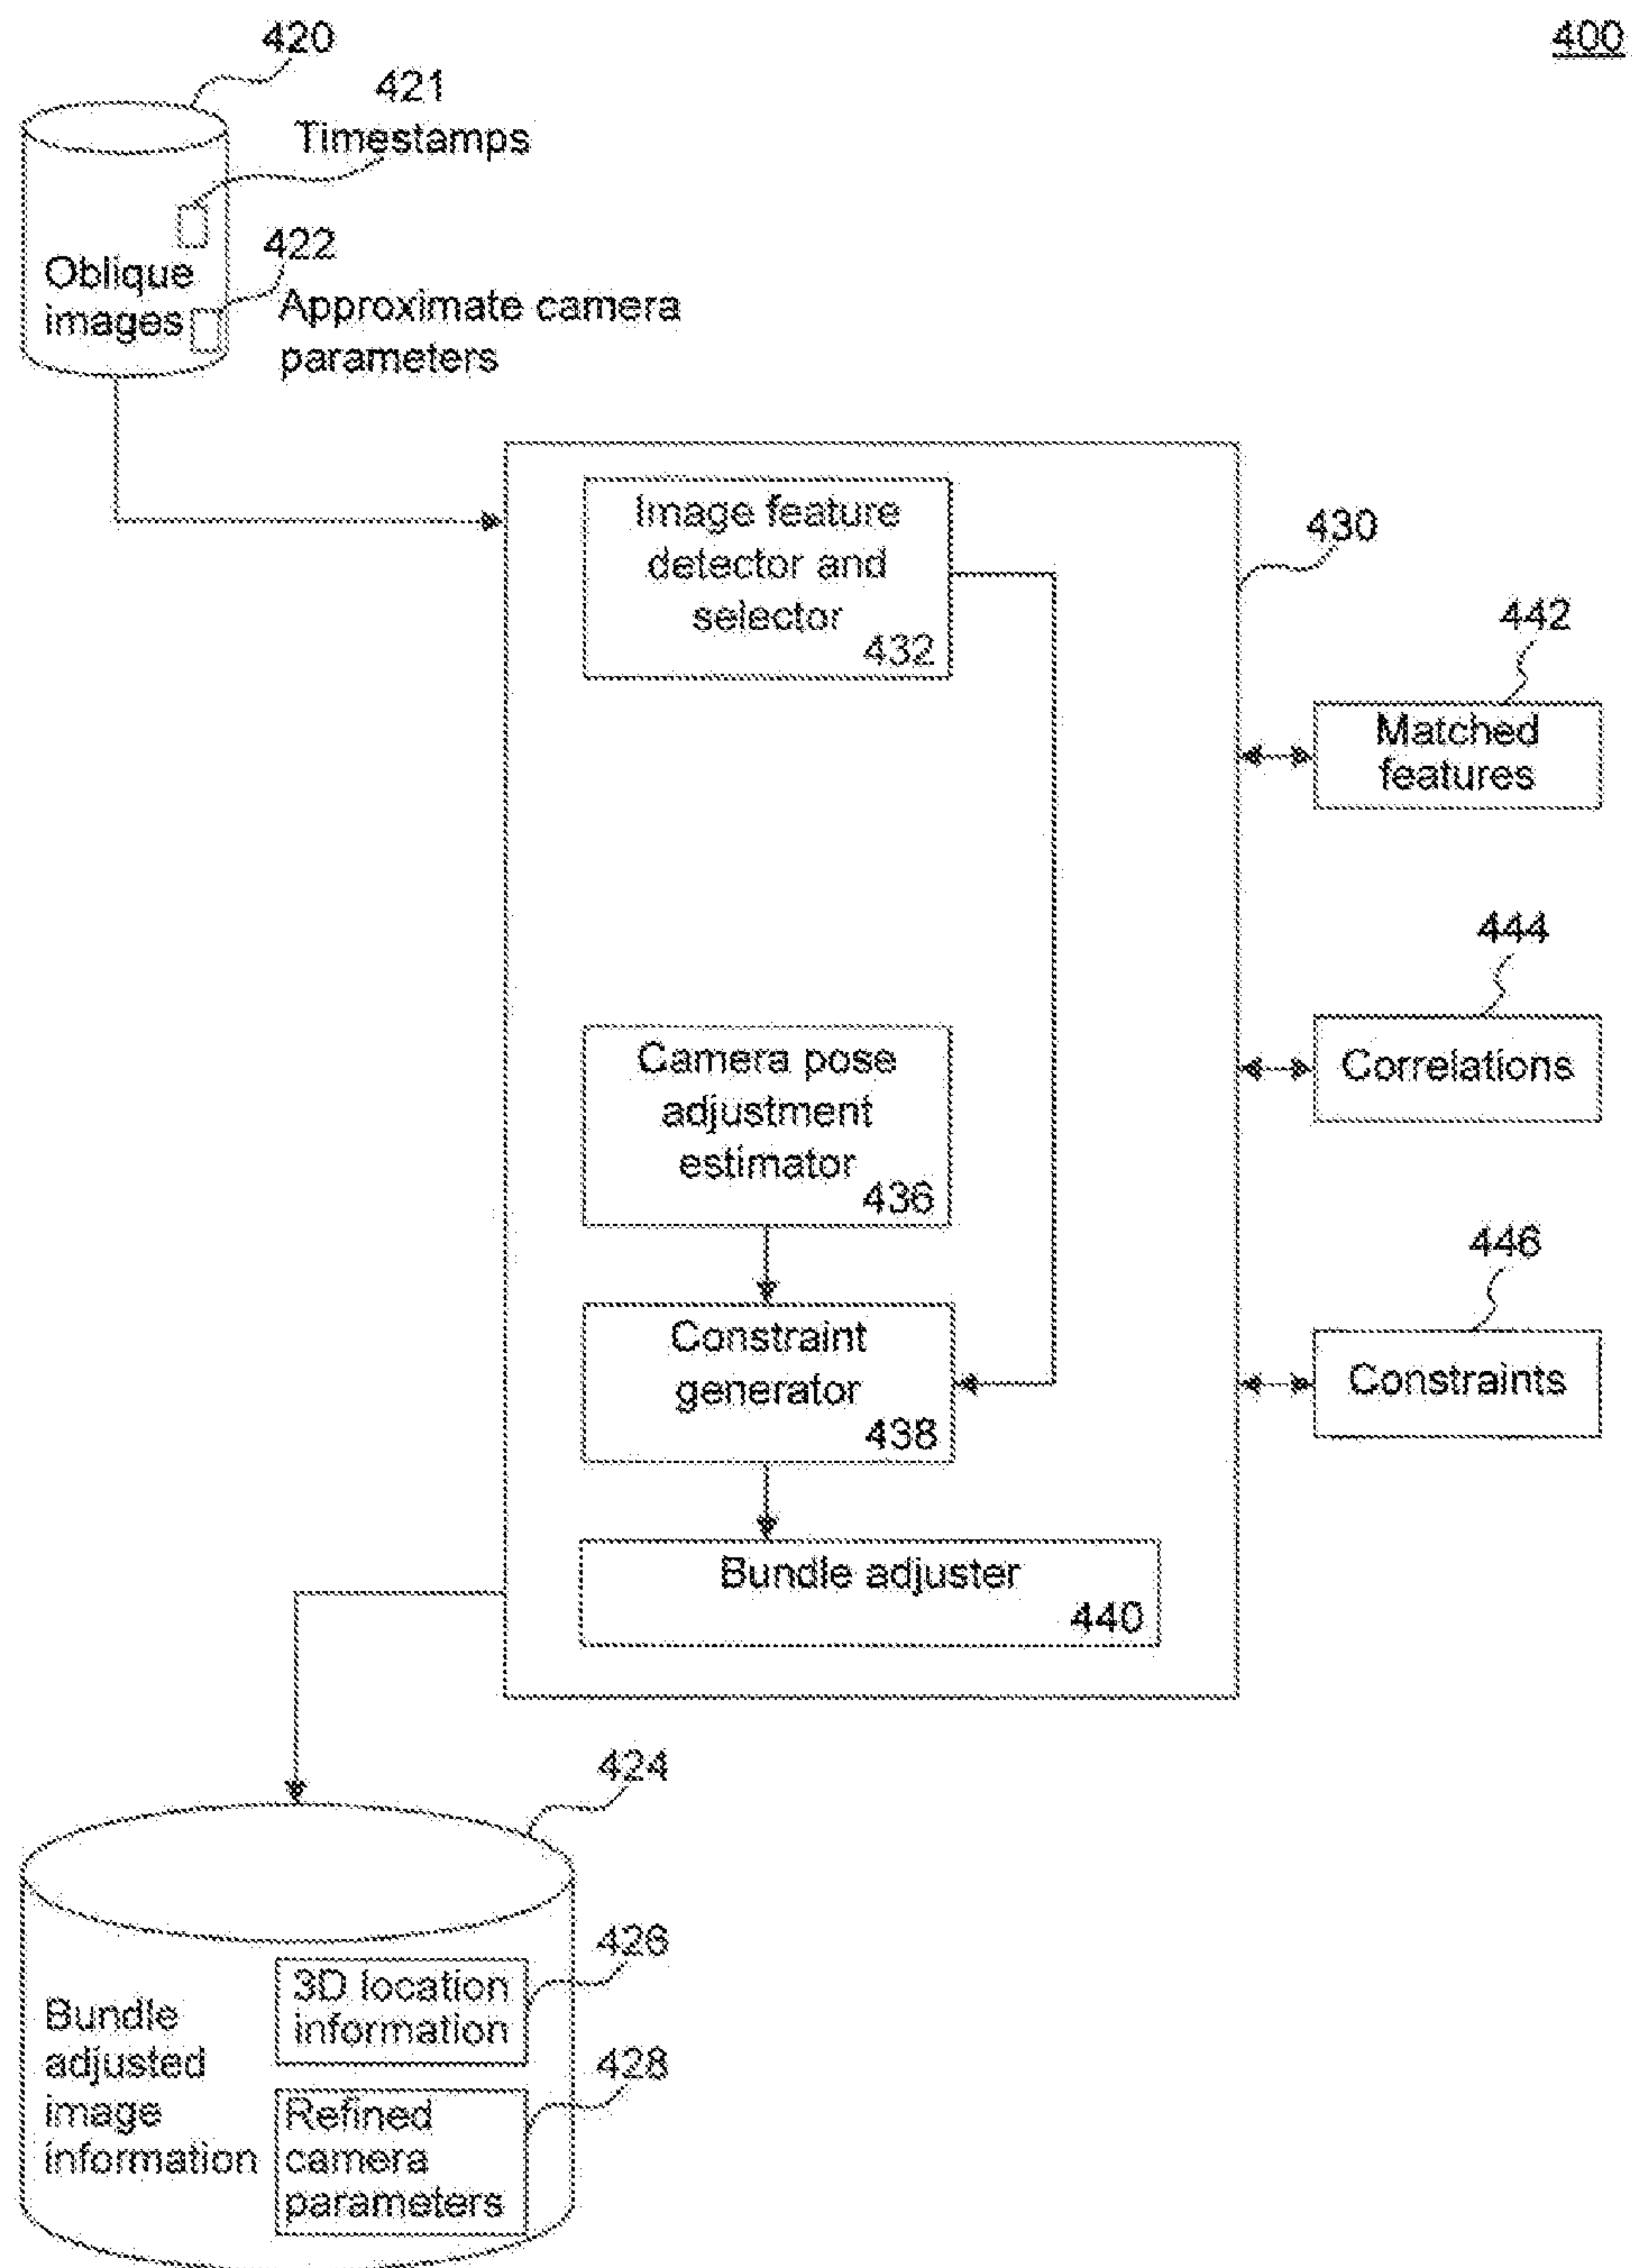 400
420
421
Timestamps
422
Oblique
images
Approximate camera
parameters
Image feature
detector and
selector
432
430
442
Matched
features
444
Correlations
Camera pose
adjustment
estimator
436
446
Constraints
Constraint
generator
438
Bundle adjuster
440
424
426
3D location
information
Bundle
adjusted
image
information
428
Refined
camera
parameters